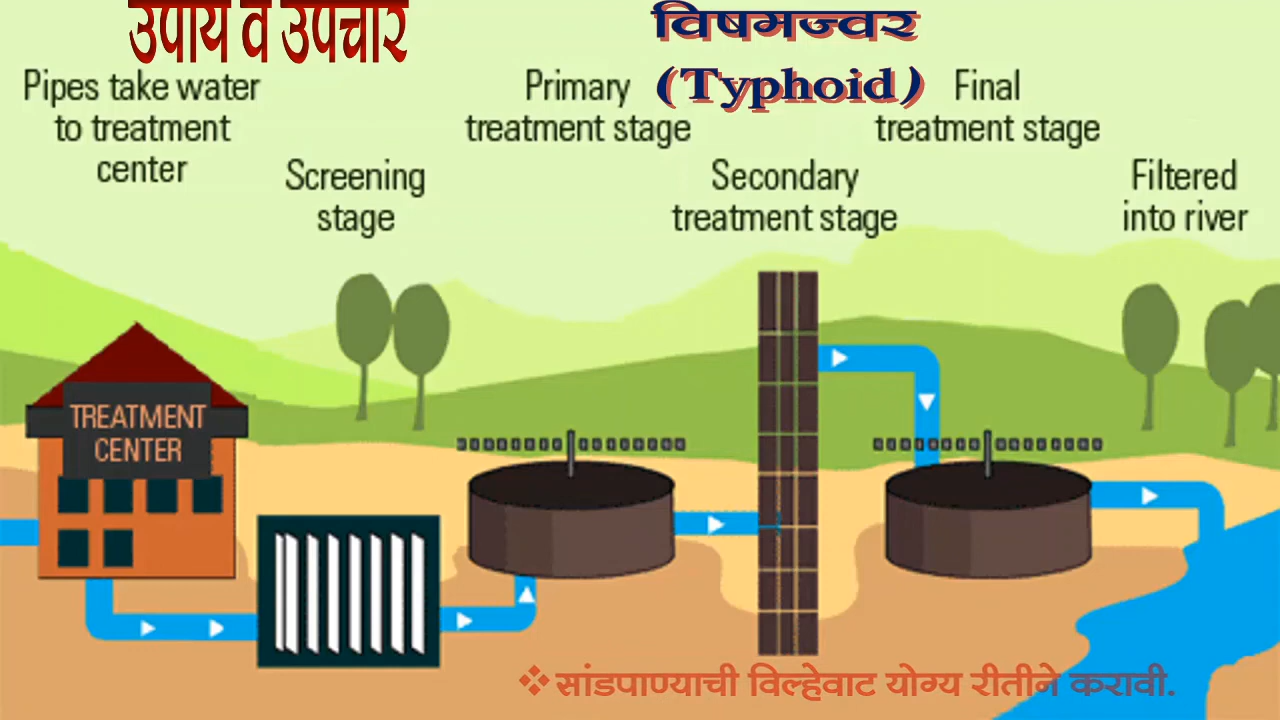 उपाय व उपचार
विषमज्वर
(Typhoid)
Pipes take water
to treatment
center
Screening
stage
Primary
treatment stage
Secondary
treatment stage
Final
treatment stage
Filtered
into river
TREATMENT
CENTER
❖सांडपाण्याची विल्हेवाट योग्य रीतीने करावी.